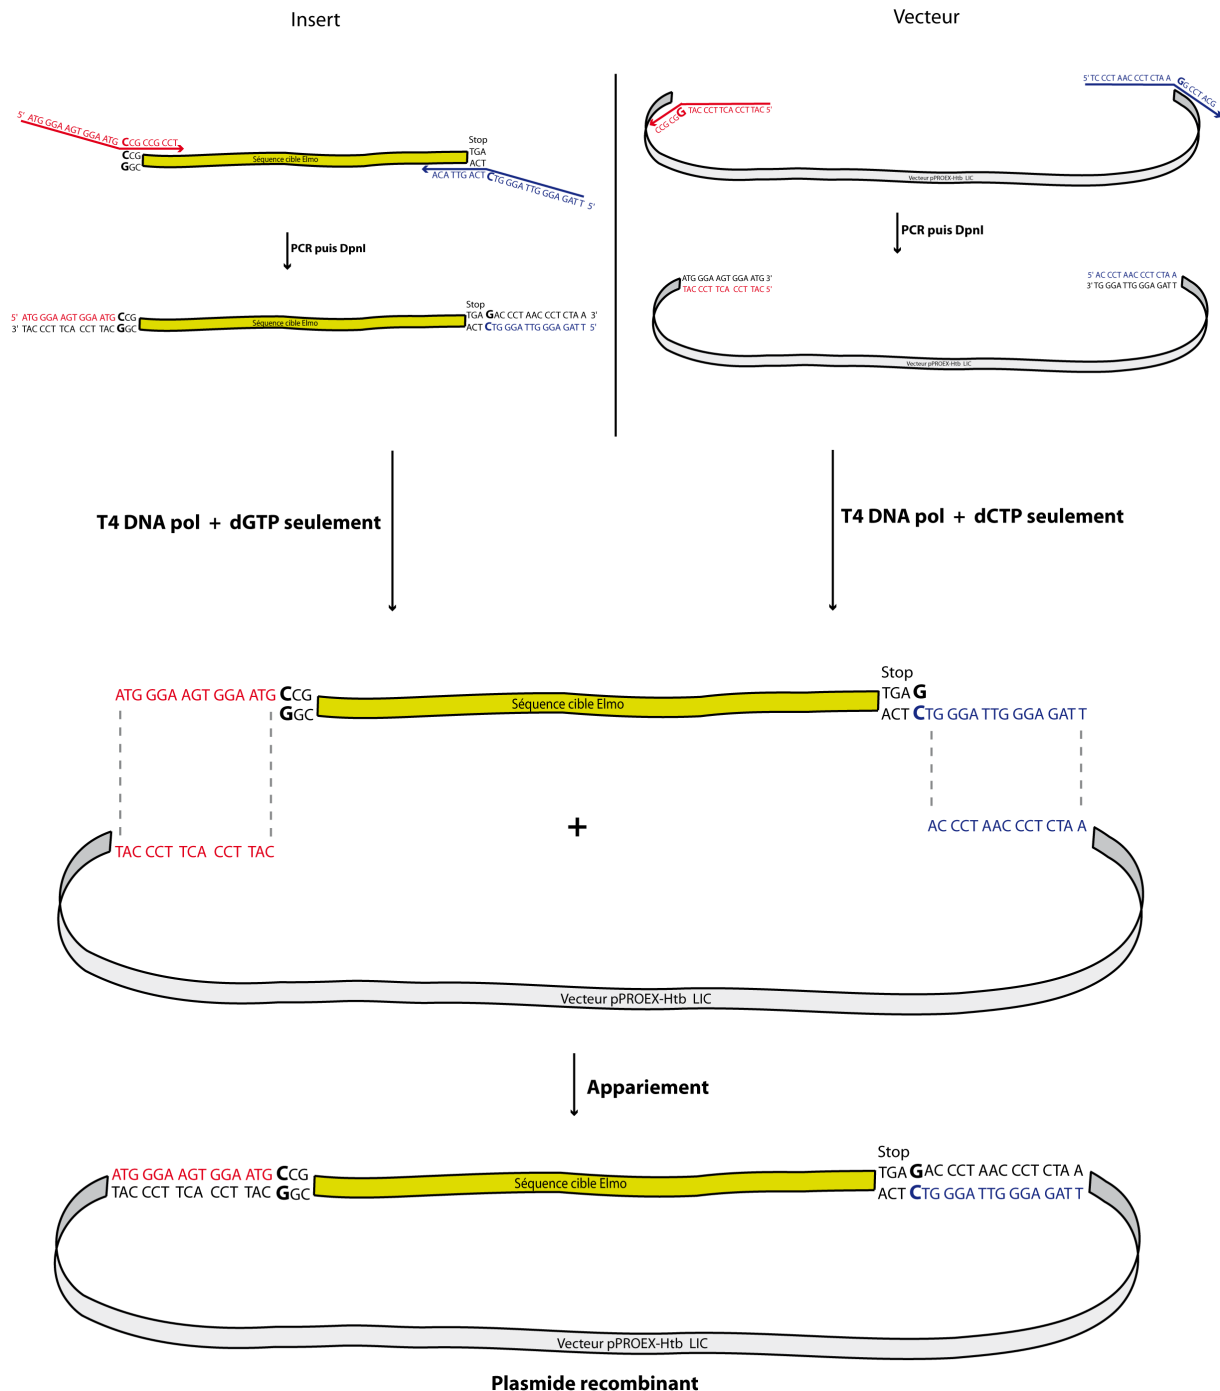 Insert
Vecteur
5' ATG GGA AGT GGA ATG CCG CCG CCT
CCG
GGC
Séquence cible Elmo
Stop
TGA
ACT
ACA TTG ACT CTG GGA TTG GGA GAT T 5'
CCG CGG TAC CCT TCA CCT TAC 5'
5' TC CCT AAC CCT CTA A GG CCT ACG
Vecteur pPROEX-Htb LIC
PCR puis DpnI
PCR puis DpnI
5' ATG GGA AGT GGA ATG CCG
3' TAC CCT TCA CCT TAC GGC
Séquence cible Elmo
Stop
TGA GAC CCT AAC CCT CTA A 3'
ACT CTG GGA TTG GGA GAT T 5'
ATG GGA AGT GGA ATG 3'
TAC CCT TCA CCT TAC 5'
5' AC CCT AAC CCT CTA A
3' TG GGA TTG GGA GAT T
Vecteur pPROEX-Htb LIC
T4 DNA pol + dGTP seulement
T4 DNA pol + dCTP seulement
ATG GGA AGT GGA ATG CCG
GGC
Séquence cible Elmo
Stop
TGA G
ACT CTG GGA TTG GGA GAT T
+
TAC CCT TCA CCT TAC
AC CCT AAC CCT CTA A
Vecteur pPROEX-Htb LIC
Appariement
ATG GGA AGT GGA ATG CCG
TAC CCT TCA CCT TAC GGC
Séquence cible Elmo
Stop
TGA GAC CCT AAC CCT CTA A
ACT CTG GGA TTG GGA GAT T
Vecteur pPROEX-Htb LIC
Plasmide recombinant